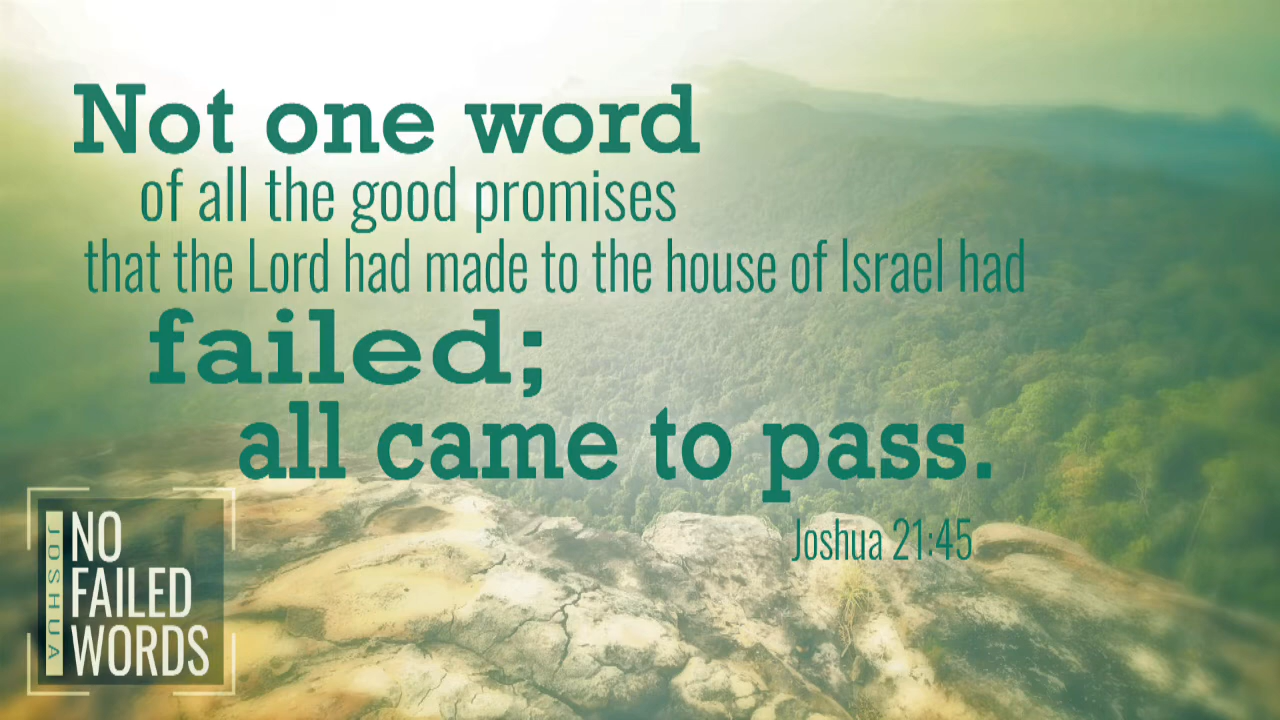 Not one word
of all the good promises
that the Lord had made to the house of Israel had
failed;
all came to pass.
Joshua 21:45
JOSHUA
NO
FAILED
WORDS